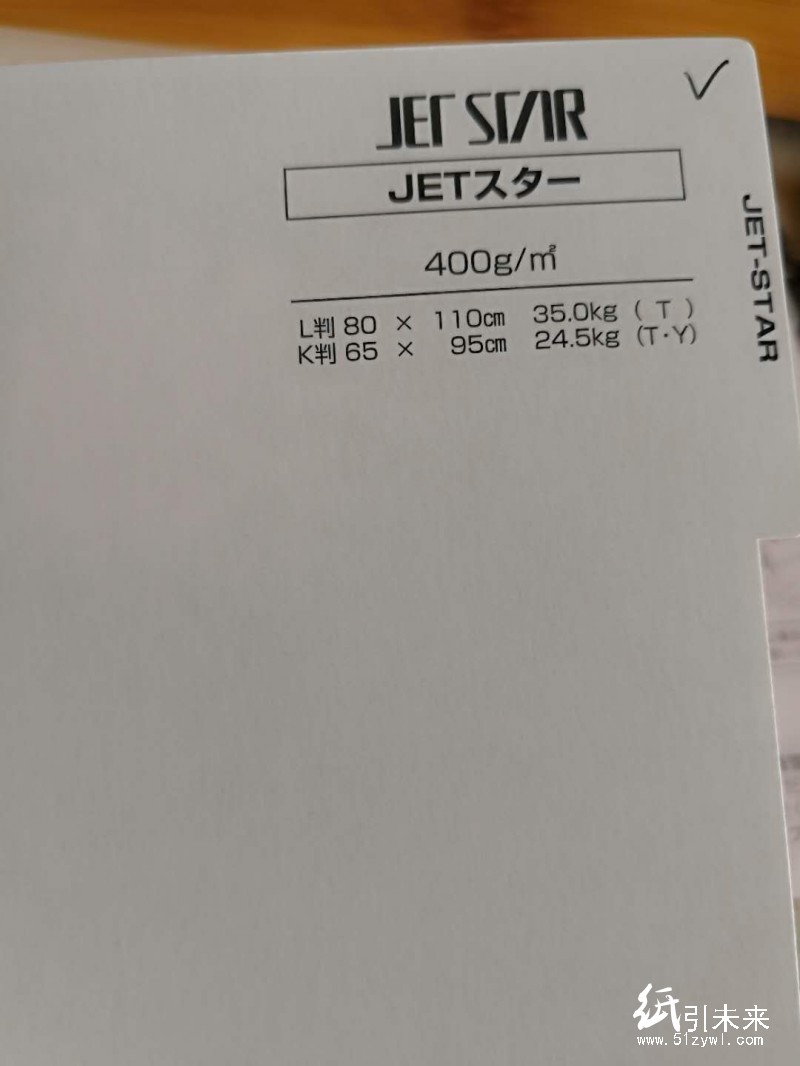 JET STAR
JETスター
400g/㎡
L判 80 × 110㎝ 35.0kg ( T )
K判 65 × 95㎝ 24.5kg (T・Y)
JET-STAR
纸引未来
www.51zywl.com